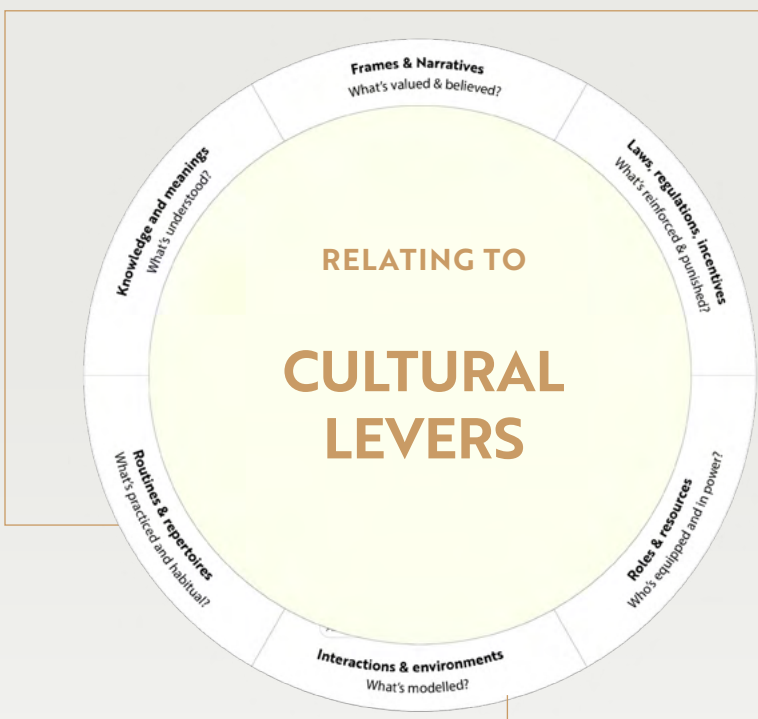 Frames & Narratives
What's valued & believed?
Laws, regulations, incentives
What's reinforced & punished?
Roles & resources
Who's equipped and in power?
Interactions & environments
What's modelled?
Routines & repertoires
What's practiced and habitual?
Knowledge and meanings
What's understood?
RELATING TO
CULTURAL
LEVERS